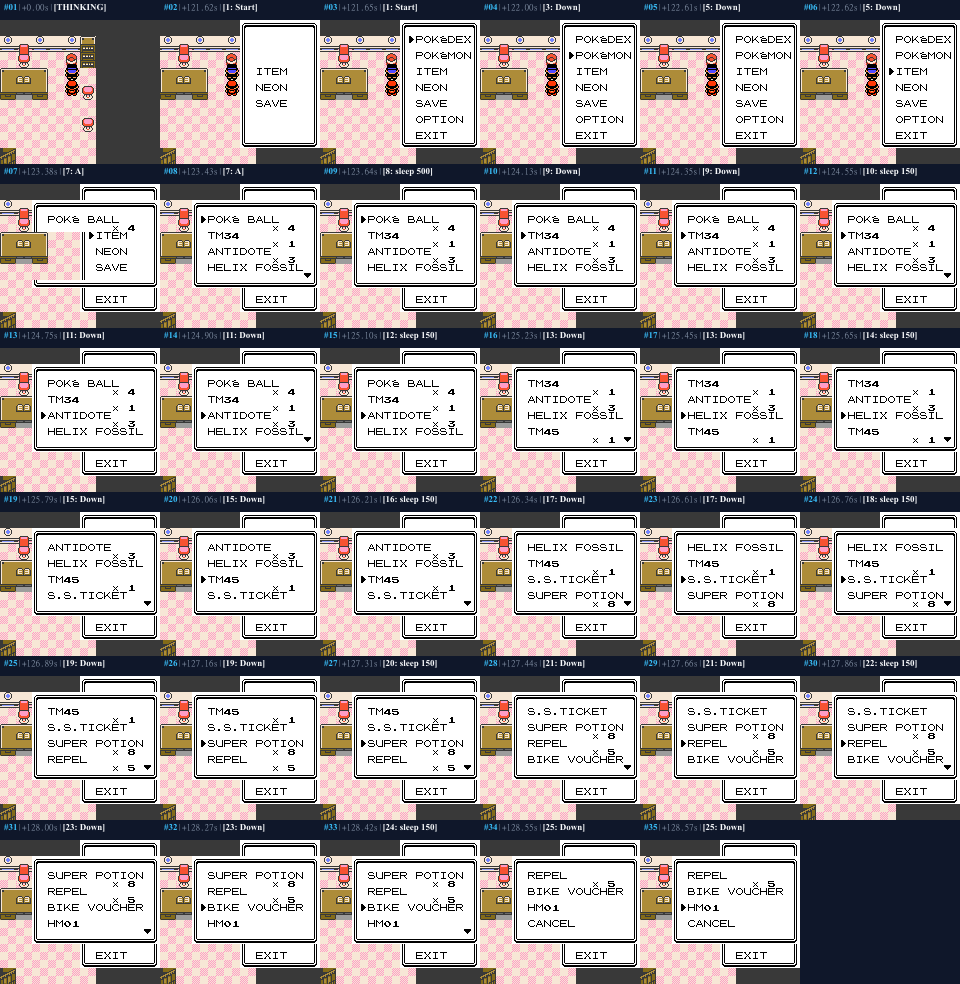 #01 | +0.00s | [THINKING]
#02 | +121.62s | [1: Start]
ITEM
NEON
SAVE
#03 | +121.65s | [1: Start]
▶POKéDEX
POKéMON
ITEM
NEON
SAVE
OPTION
EXIT
#04 | +122.00s | [3: Down]
POKéDEX
▶POKéMON
ITEM
NEON
SAVE
OPTION
EXIT
#05 | +122.61s | [5: Down]
POKéDEX
POKéMON
ITEM
NEON
SAVE
OPTION
EXIT
#06 | +122.62s | [5: Down]
POKéDEX
POKéMON
▶ITEM
NEON
SAVE
OPTION
EXIT
#07 | +123.38s | [7: A]
POKé BALL
× 4
▶ITEM
NEON
SAVE
EXIT
#08 | +123.43s | [7: A]
▶POKé BALL
× 4
TM34
× 1
ANTIDOTE
× 3
HELIX FOSSIL
EXIT
#09 | +123.64s | [8: sleep 500]
▶POKé BALL
× 4
TM34
× 1
ANTIDOTE
× 3
HELIX FOSSIL
EXIT
#10 | +124.13s | [9: Down]
POKé BALL
× 4
▶TM34
× 1
ANTIDOTE
× 3
HELIX FOSSIL
EXIT
#11 | +124.35s | [9: Down]
POKé BALL
× 4
▶TM34
× 1
ANTIDOTE
× 3
HELIX FOSSIL
EXIT
#12 | +124.55s | [10: sleep 150]
POKé BALL
× 4
▶TM34
× 1
ANTIDOTE
× 3
HELIX FOSSIL
EXIT
#13 | +124.75s | [11: Down]
POKé BALL
× 4
TM34
× 1
▶ANTIDOTE
× 3
HELIX FOSSIL
EXIT
#14 | +124.90s | [11: Down]
POKé BALL
× 4
TM34
× 1
▶ANTIDOTE
× 3
HELIX FOSSIL
EXIT
#15 | +125.10s | [12: sleep 150]
POKé BALL
× 4
TM34
× 1
▶ANTIDOTE
× 3
HELIX FOSSIL
EXIT
#16 | +125.23s | [13: Down]
TM34
× 1
ANTIDOTE
× 3
HELIX FOSSIL
TM45
× 1
EXIT
#17 | +125.45s | [13: Down]
TM34
× 1
ANTIDOTE
× 3
▶HELIX FOSSIL
TM45
× 1
EXIT
#18 | +125.65s | [14: sleep 150]
TM34
× 1
ANTIDOTE
× 3
▶HELIX FOSSIL
TM45
× 1
EXIT
#19 | +125.79s | [15: Down]
ANTIDOTE
× 3
HELIX FOSSIL
TM45
× 1
S.S.TICKET
EXIT
#20 | +126.06s | [15: Down]
ANTIDOTE
× 3
HELIX FOSSIL
▶TM45
× 1
S.S.TICKET
EXIT
#21 | +126.21s | [16: sleep 150]
ANTIDOTE
× 3
HELIX FOSSIL
▶TM45
× 1
S.S.TICKET
EXIT
#22 | +126.34s | [17: Down]
HELIX FOSSIL
TM45
× 1
S.S.TICKET
SUPER POTION
× 8
EXIT
#23 | +126.61s | [17: Down]
HELIX FOSSIL
TM45
× 1
▶S.S.TICKET
SUPER POTION
× 8
EXIT
#24 | +126.76s | [18: sleep 150]
HELIX FOSSIL
TM45
× 1
▶S.S.TICKET
SUPER POTION
× 8
EXIT
#25 | +126.89s | [19: Down]
TM45
× 1
S.S.TICKET
SUPER POTION
× 8
REPEL
× 5
EXIT
#26 | +127.16s | [19: Down]
TM45
× 1
S.S.TICKET
▶SUPER POTION
× 8
REPEL
× 5
EXIT
#27 | +127.31s | [20: sleep 150]
TM45
× 1
S.S.TICKET
▶SUPER POTION
× 8
REPEL
× 5
EXIT
#28 | +127.44s | [21: Down]
S.S.TICKET
SUPER POTION
× 8
REPEL
× 5
BIKE VOUCHER
EXIT
#29 | +127.66s | [21: Down]
S.S.TICKET
SUPER POTION
× 8
▶REPEL
× 5
BIKE VOUCHER
EXIT
#30 | +127.86s | [22: sleep 150]
S.S.TICKET
SUPER POTION
× 8
▶REPEL
× 5
BIKE VOUCHER
EXIT
#31 | +128.00s | [23: Down]
SUPER POTION
× 8
REPEL
× 5
BIKE VOUCHER
HM01
EXIT
#32 | +128.27s | [23: Down]
SUPER POTION
× 8
REPEL
× 5
▶BIKE VOUCHER
HM01
EXIT
#33 | +128.42s | [24: sleep 150]
SUPER POTION
× 8
REPEL
× 5
▶BIKE VOUCHER
HM01
EXIT
#34 | +128.55s | [25: Down]
REPEL
× 5
BIKE VOUCHER
HM01
CANCEL
EXIT
#35 | +128.57s | [25: Down]
REPEL
× 5
BIKE VOUCHER
▶HM01
CANCEL
EXIT